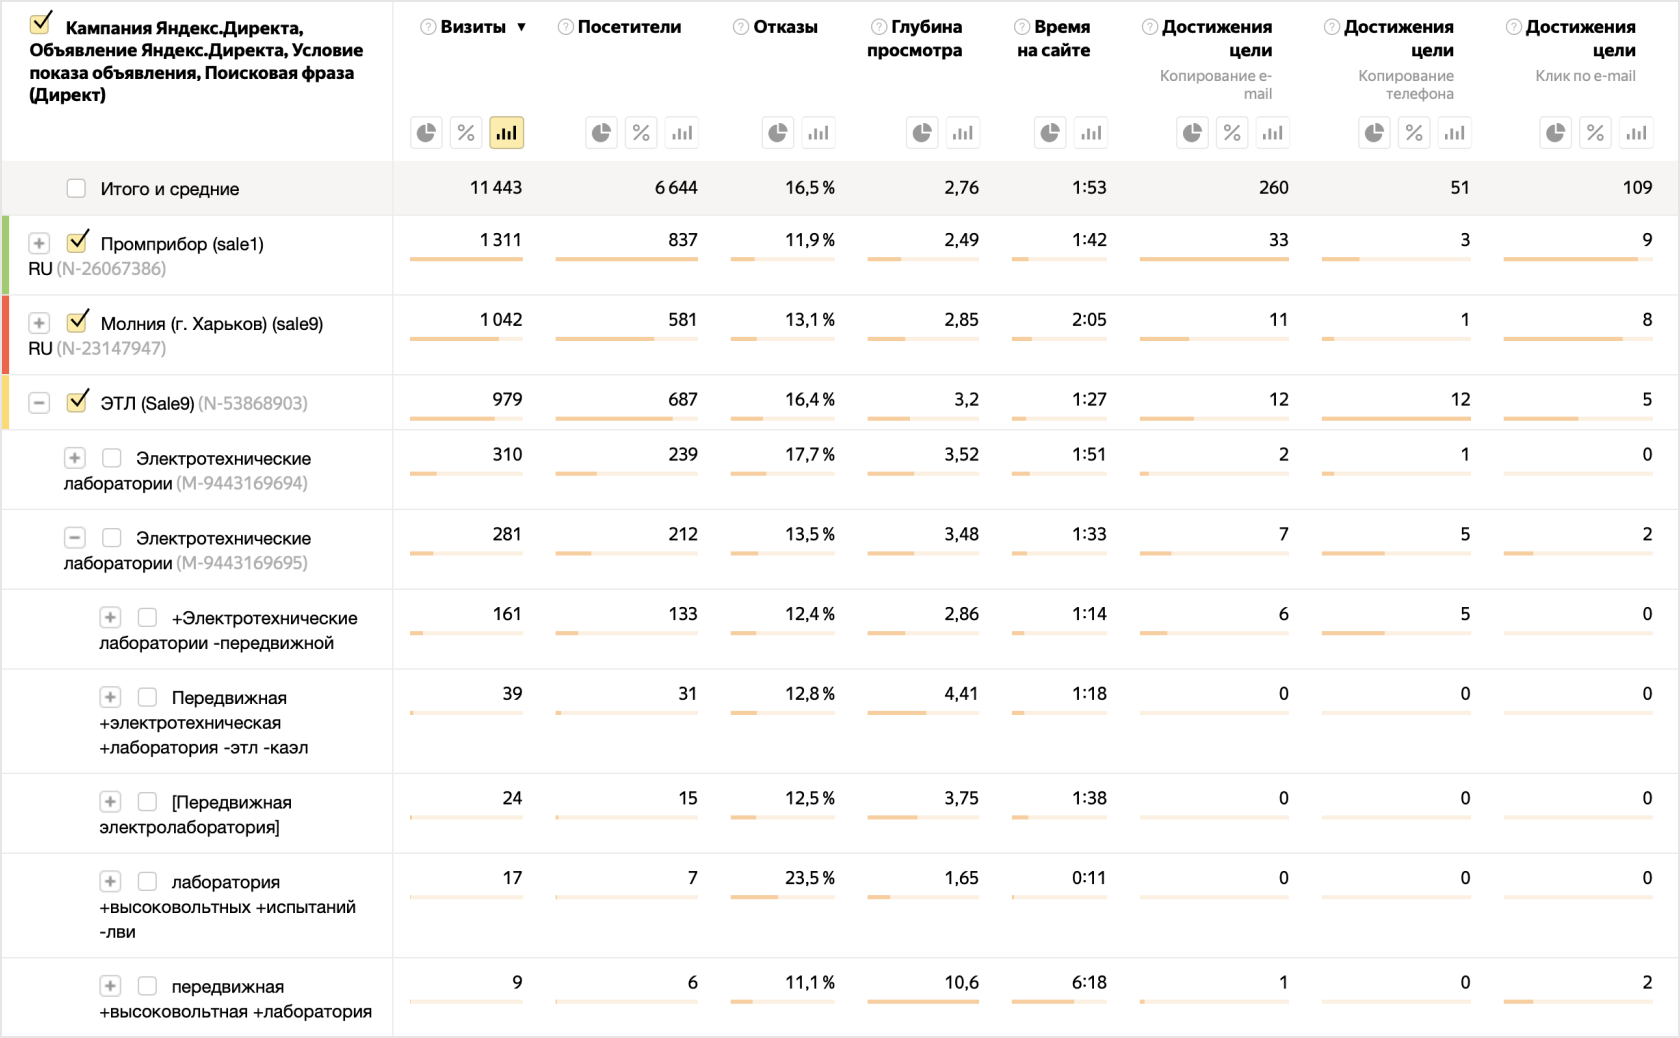 Кампания Яндекс.Директа,
Объявление Яндекс.Директа, Условие
показа объявления, Поисковая фраза
(Директ)
Визиты ▼
Посетители
Отказы
Глубина
просмотра
Время
на сайте
Достижения
цели
Копирование e-
mail
Достижения
цели
Копирование
телефона
Достижения
цели
Клик по e-mail
Итого и средние 11 443 6 644 16,5 % 2,76 1:53 260 51 109
Промприбор (sale1) 1 311 837 11,9 % 2,49 1:42 33 3 9
RU (N-26067386)
Молния (г. Харьков) (sale9) 1 042 581 13,1 % 2,85 2:05 11 1 8
RU (N-23147947)
ЭТЛ (Sale9) (N-53868903) 979 687 16,4 % 3,2 1:27 12 12 5
Электротехнические 310 239 17,7 % 3,52 1:51 2 1 0
лаборатории (M-9443169694)
Электротехнические 281 212 13,5 % 3,48 1:33 7 5 2
лаборатории (M-9443169695)
+Электротехнические 161 133 12,4 % 2,86 1:14 6 5 0
лаборатории -передвижной
Передвижная 39 31 12,8 % 4,41 1:18 0 0 0
+электротехническая
+лаборатория -этл -каэл
[Передвижная 24 15 12,5 % 3,75 1:38 0 0 0
электролаборатория]
лаборатория 17 7 23,5 % 1,65 0:11 0 0 0
+высоковольтных +испытаний
-лви
передвижная 9 6 11,1 % 10,6 6:18 1 0 2
+высоковольтная +лаборатория